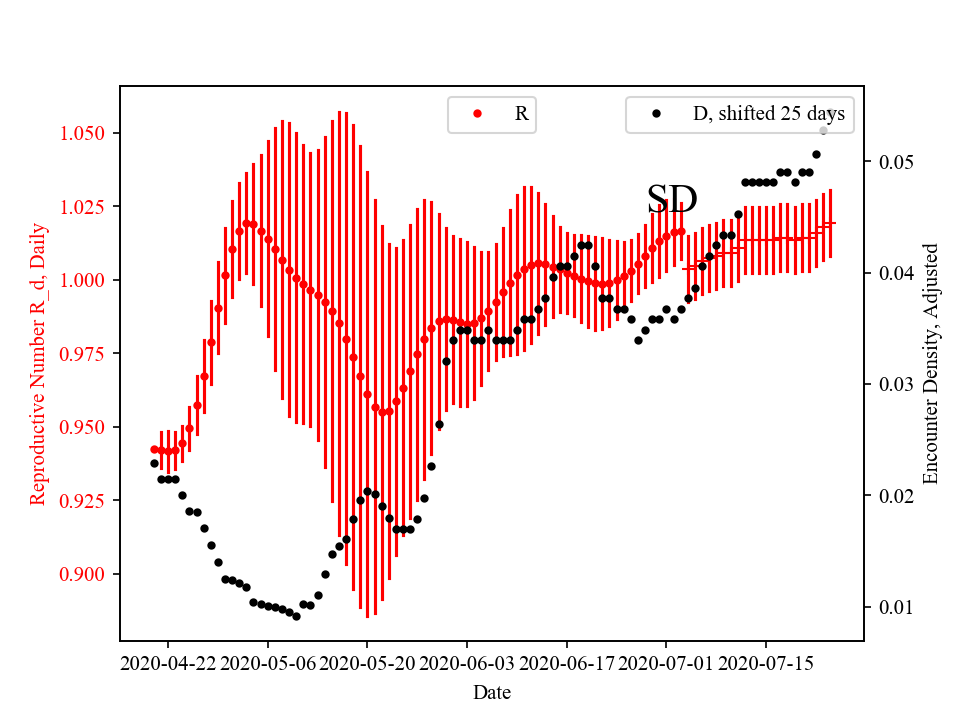 R
D, shifted 25 days
SD
Reproductive Number R_d, Daily
1.050
1.025
1.000
0.975
0.950
0.925
0.900
0.05
0.04
0.03
0.02
0.01
Encounter Density, Adjusted
2020-04-22 2020-05-06 2020-05-20 2020-06-03 2020-06-17 2020-07-01 2020-07-15
Date